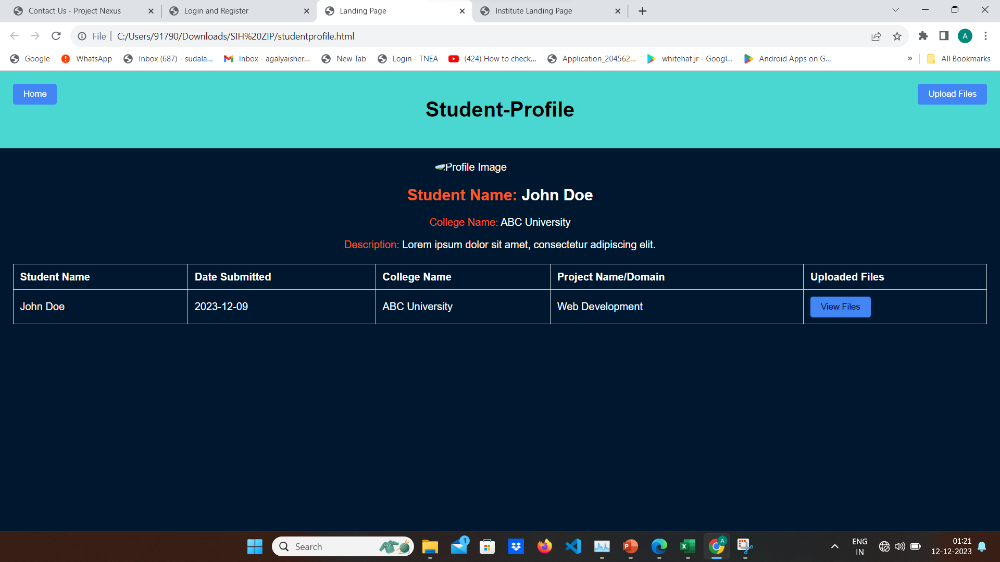 Contact Us - Project Nexus
Login and Register
Landing Page
Institute Landing Page
File
C:/Users/91790/Downloads/SIH%20ZIP/studentprofile.html
A
Google
WhatsApp
Inbox (687) - sudala...
Inbox - agalyaisher...
New Tab
Login - TNEA
(424) How to check...
Application_204562...
whitehat jr - Googl...
Android Apps on G...
»
All Bookmarks
Home
Upload Files
Student-Profile
Profile Image
Student Name: John Doe
College Name: ABC University
Description: Lorem ipsum dolor sit amet, consectetur adipiscing elit.
Student Name Date Submitted College Name Project Name/Domain Uploaded Files
John Doe 2023-12-09 ABC University Web Development View Files
Search
1
P
X
A
ENG
IN
01:21
12-12-2023